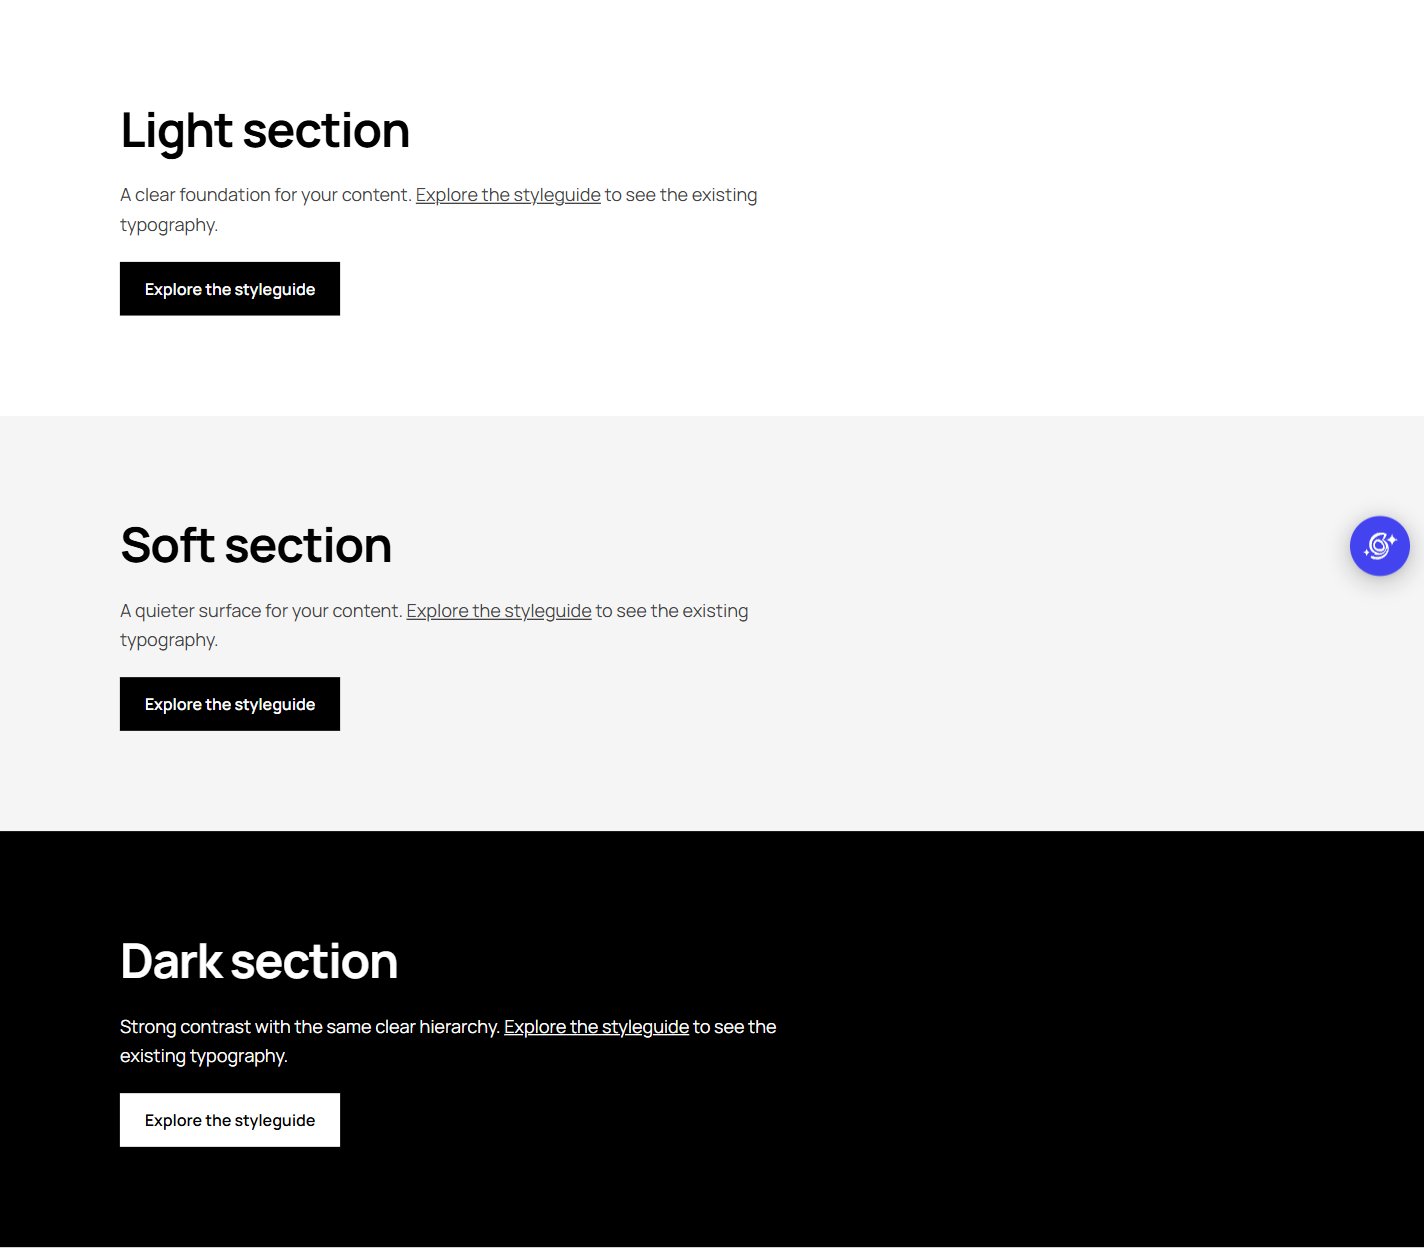 Light section
A clear foundation for your content. Explore the styleguide to see the existing
typography.
Explore the styleguide
Soft section
A quieter surface for your content. Explore the styleguide to see the existing
typography.
Explore the styleguide
Dark section
Strong contrast with the same clear hierarchy. Explore the styleguide to see the
existing typography.
Explore the styleguide